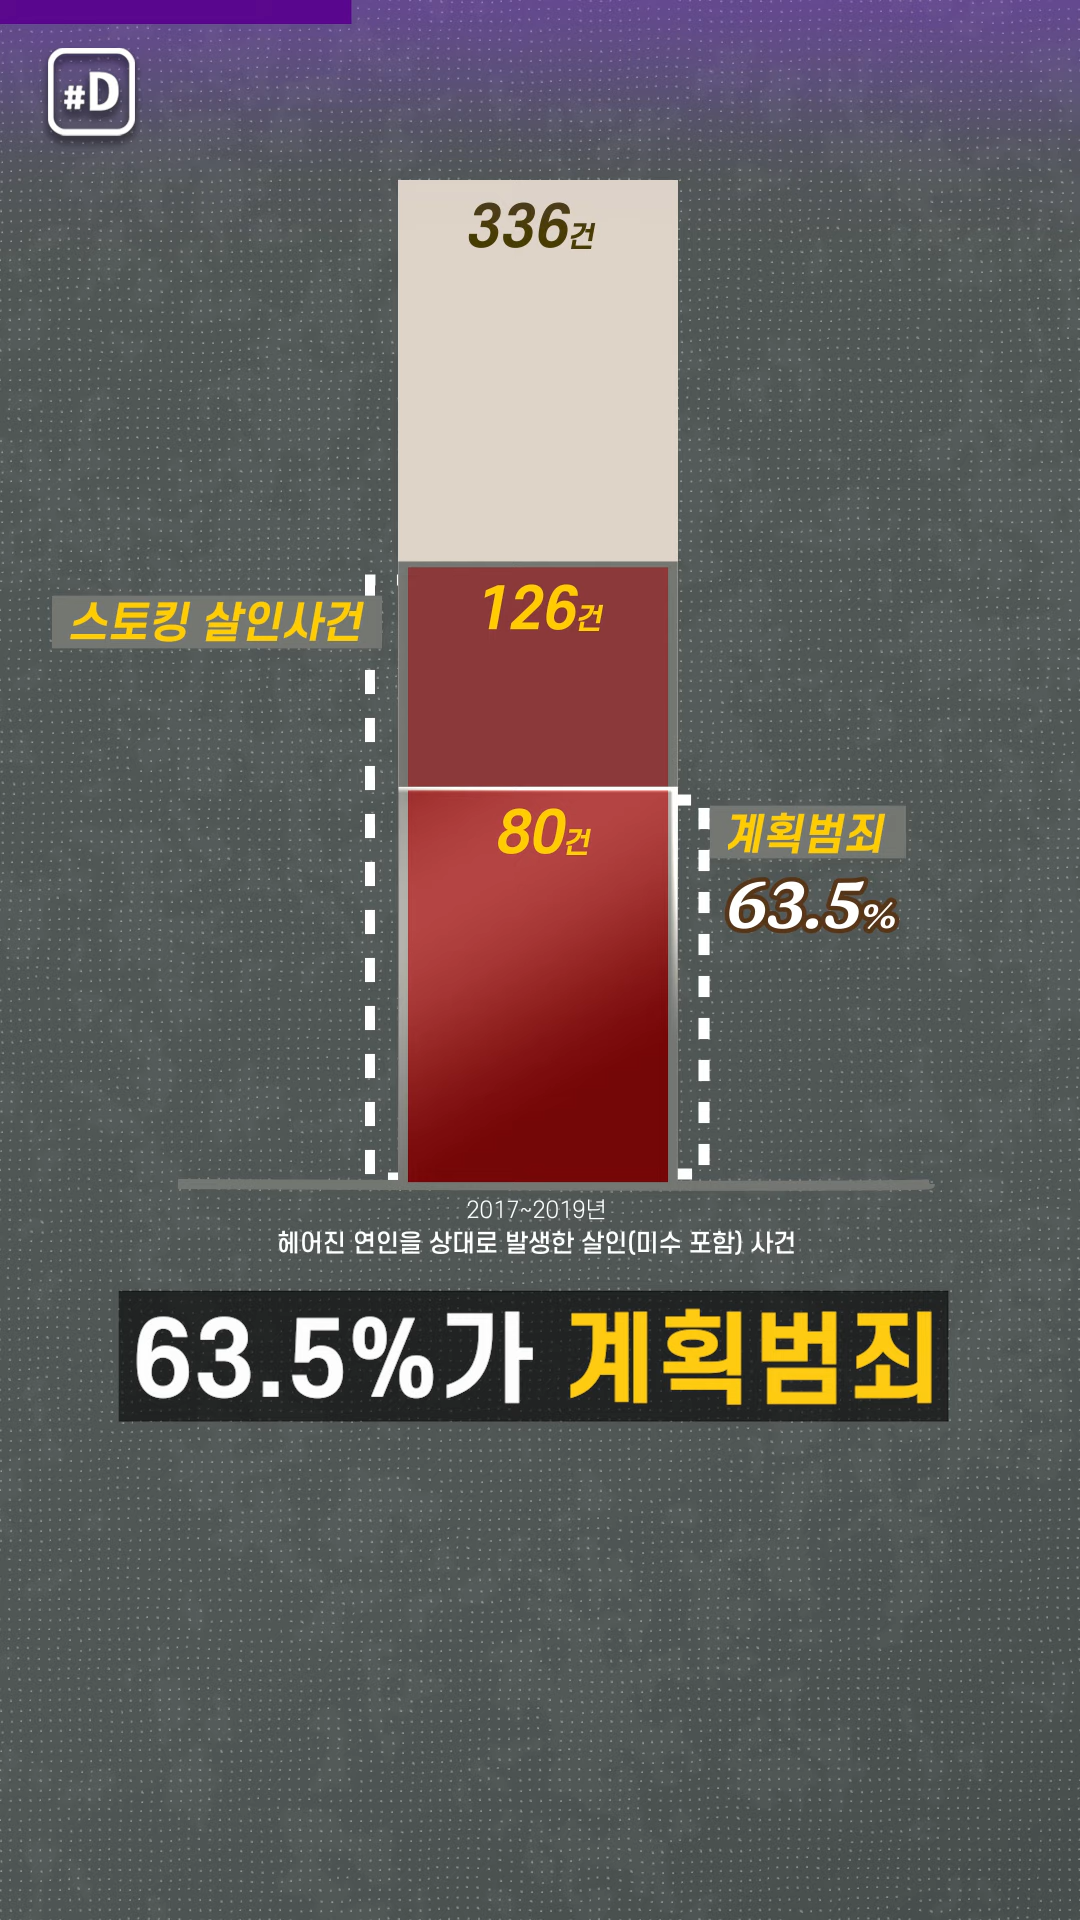 #D
336건
126건
스토킹 살인사건
80건
계획범죄
63.5%
2017~2019년
헤어진 연인을 상대로 발생한 살인(미수 포함) 사건
63.5%가 계획범죄